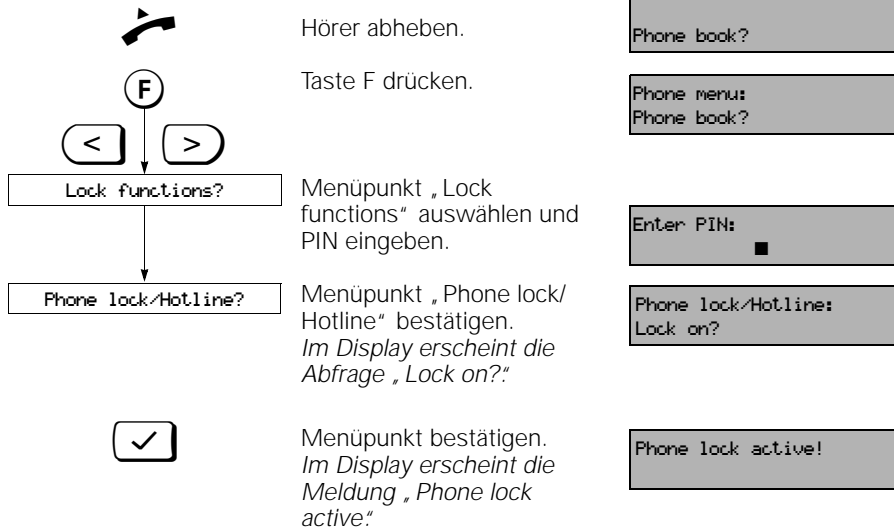 Hörer abheben.
Phone book?
F
Taste F drücken.
Phone menu:
Phone book?
< >
Lock functions?
Menüpunkt „Lock
functions“ auswählen und
PIN eingeben.
Enter PIN:
Phone lock/Hotline?
Menüpunkt „Phone lock/
Hotline“ bestätigen.
Im Display erscheint die
Abfrage „Lock on?“
Phone lock/Hotline:
Lock on?
Menüpunkt bestätigen.
Im Display erscheint die
Meldung „Phone lock
active“.
Phone lock active!